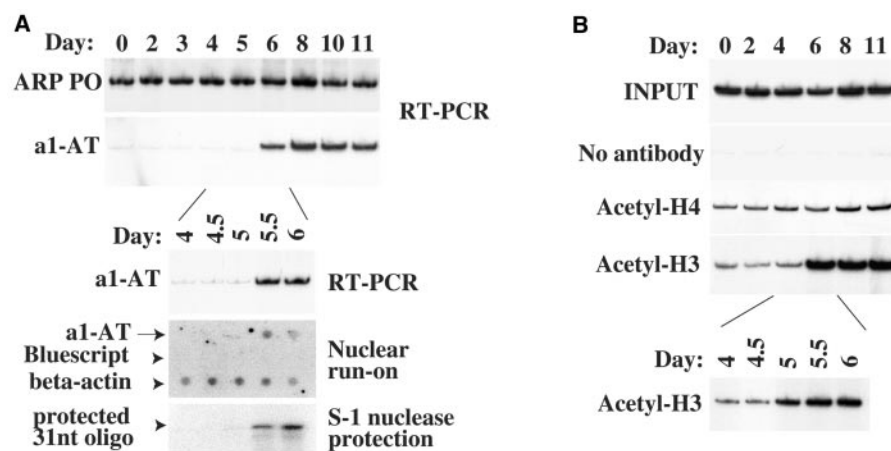 A
Day: 0 2 3 4 5 6 8 10 11
ARP PO
RT-PCR
a1-AT
Day: 4 4.5 5 5.5 6
a1-AT
RT-PCR
a1-AT
Bluescript
beta-actin
Nuclear
run-on
protected
31nt oligo
S-1 nuclease
protection
B
Day: 0 2 4 6 8 11
INPUT
No antibody
Acetyl-H4
Acetyl-H3
Day: 4 4.5 5 5.5 6
Acetyl-H3